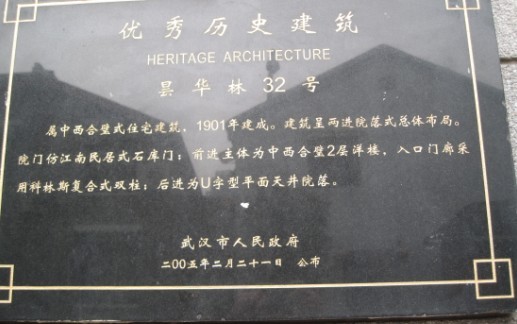 优秀历史建筑
HERITAGE ARCHITECTURE
昙华林32号
属中西合璧式住宅建筑，1901年建成。建筑呈两进院落式总体布局。
院门仿江南民居式石库门；前进主体为中西合璧2层洋楼，入口门廊采
用科林斯复合式双柱；后进为U字型平面天井院落。
武汉市人民政府
二00五年二月二十一日 公布